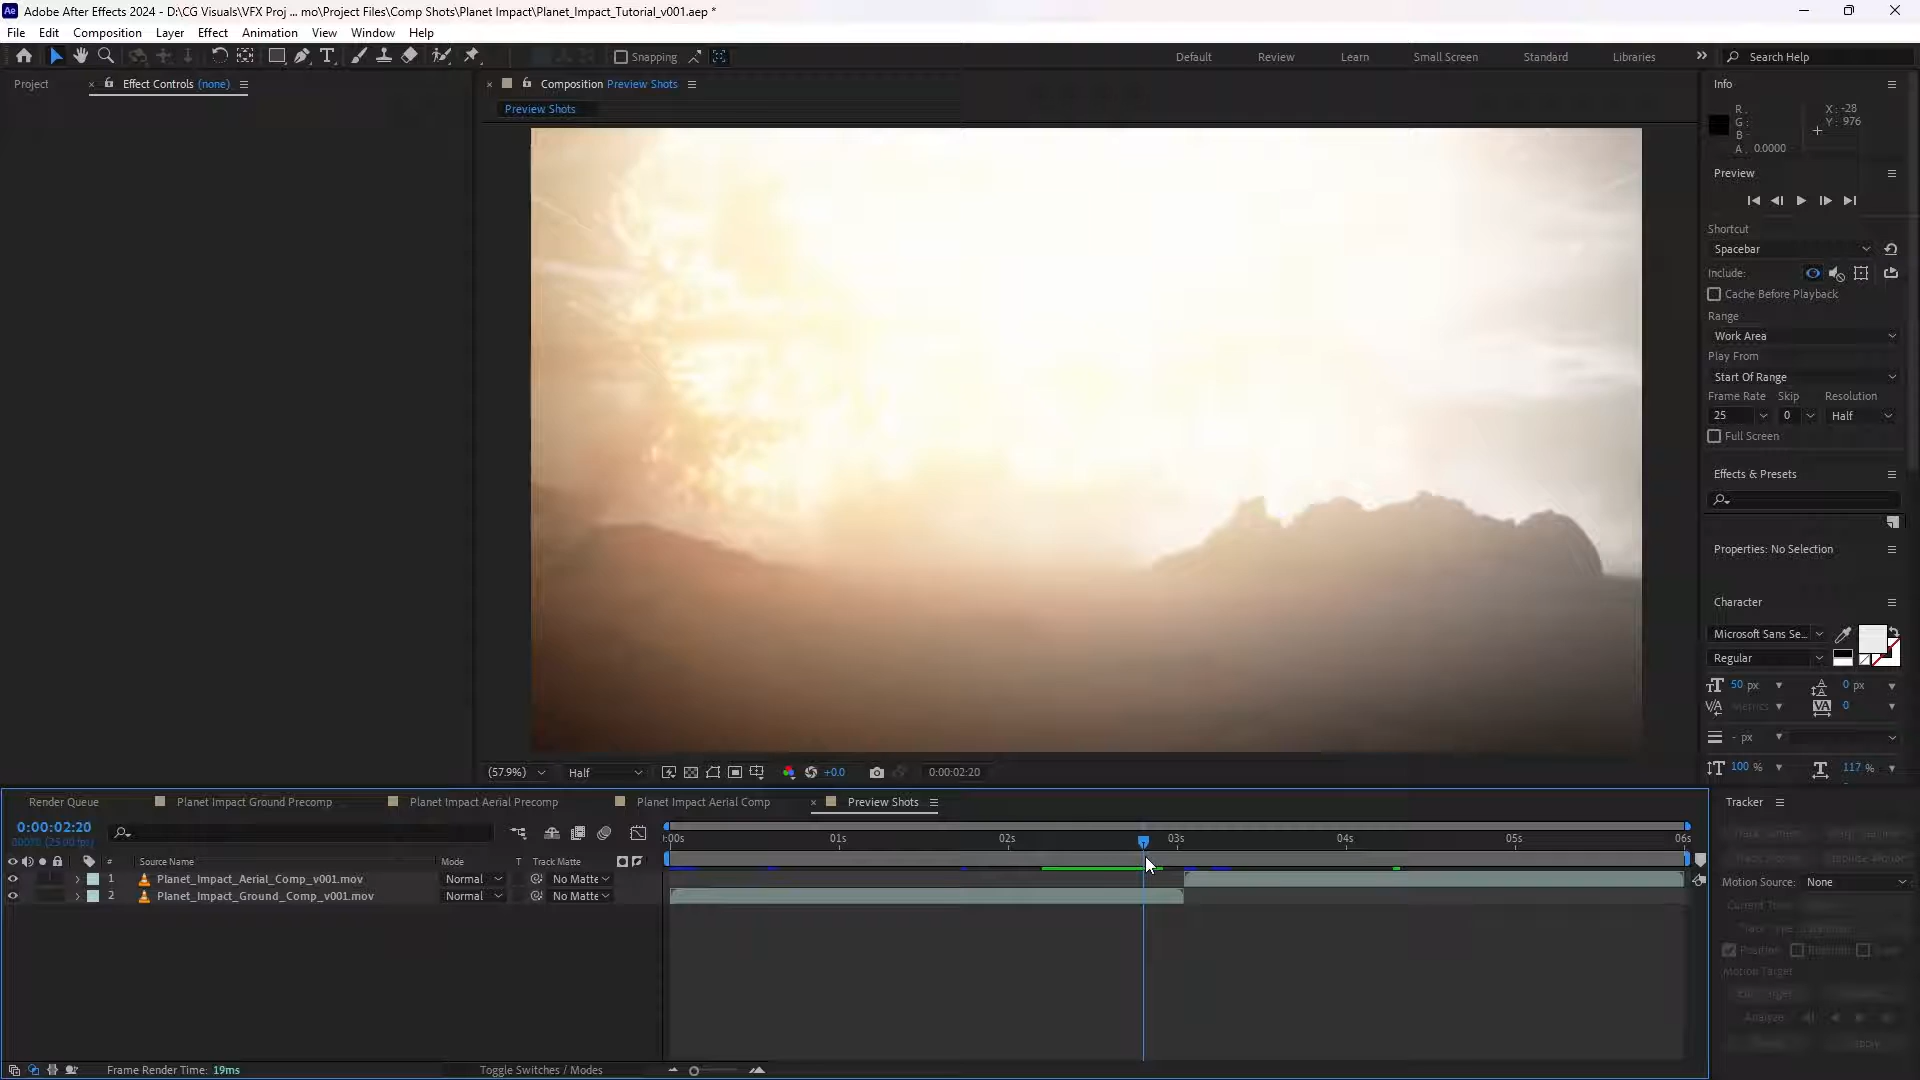 Adobe After Effects 2024 - D:\CG Visuals\VFX Proj ... mo\Project Files\Comp Shots\Planet Impact\Planet_Impact_Tutorial_v001.aep *
File Edit Composition Layer Effect Animation View Window Help
Snapping
Default Review Learn Small Screen Standard Libraries
Search Help
Project
Effect Controls (none)
Composition Preview Shots
Preview Shots
Info
R :
G :
B :
A : 0.0000
X : -28
Y : 976
Preview
Shortcut
Spacebar
Include:
Cache Before Playback
Range
Work Area
Play From
Start Of Range
Frame Rate Skip Resolution
25 0 Half
Full Screen
Effects & Presets
Properties: No Selection
Character
Microsoft Sans Se...
Regular
50 px 0 px
Metrics 0
- px
100 % 117 %
(57.9%) Half +0.0 0:00:02:20
Render Queue Planet Impact Ground Precomp Planet Impact Aerial Precomp Planet Impact Aerial Comp Preview Shots
0:00:02:20
:00s 01s 02s 03s 04s 05s 06s
# Source Name Mode T Track Matte
1 Planet_Impact_Aerial_Comp_v001.mov Normal No Matte
2 Planet_Impact_Ground_Comp_v001.mov Normal No Matte
Tracker
Motion Source: None
Position
Motion Target
Analyze:
Frame Render Time: 19ms
Toggle Switches / Modes